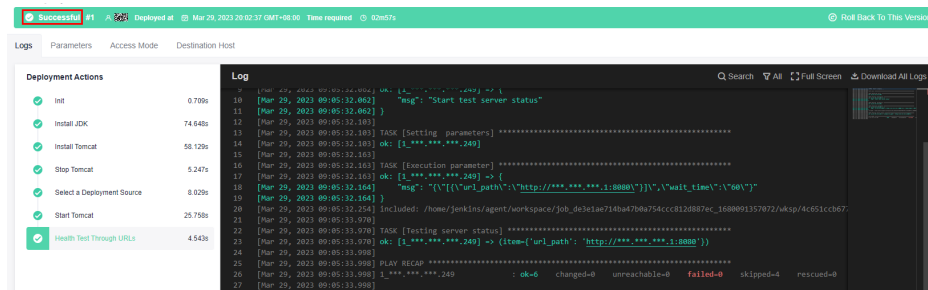 Successful #1 Deployed at Mar 29, 2023 20:02:37 GMT+08:00 Time required 02m57s Roll Back To This Version
Logs Parameters Access Mode Destination Host
Deployment Actions
Init 0.709s
Install JDK 74.648s
Install Tomcat 58.129s
Stop Tomcat 5.247s
Select a Deployment Source 8.029s
Start Tomcat 25.758s
Health Test Through URLs 4.543s
Log Search All Full Screen Download All Logs
9 [Mar 29, 2023 09:05:32.062] ok: [1_***.***.***.249] => {
10 [Mar 29, 2023 09:05:32.062] "msg": "Start test server status"
11 [Mar 29, 2023 09:05:32.062] }
12 [Mar 29, 2023 09:05:32.103]
13 [Mar 29, 2023 09:05:32.103] TASK [Setting parameters] ****************************************************
14 [Mar 29, 2023 09:05:32.103] ok: [1_***.***.***.249]
15 [Mar 29, 2023 09:05:32.163]
16 [Mar 29, 2023 09:05:32.163] TASK [Execution parameter] ****************************************************
17 [Mar 29, 2023 09:05:32.163] ok: [1_***.***.***.249] => {
18 [Mar 29, 2023 09:05:32.164] "msg": "{\"[{\"url_path\":\"http://***.***.***.1:8080\"}]\",\"wait_time\":\"60\"}"
19 [Mar 29, 2023 09:05:32.164] }
20 [Mar 29, 2023 09:05:32.254] included: /home/jenkins/agent/workspace/job_de3e1ae714ba47b0a754ccc812d887ec_1680091357072/wksp/4c651ccb67
21 [Mar 29, 2023 09:05:33.970]
22 [Mar 29, 2023 09:05:33.970] TASK [Testing server status] **************************************************
23 [Mar 29, 2023 09:05:33.970] ok: [1_***.***.***.249] => (item={'url_path': 'http://***.***.***.1:8080'})
24 [Mar 29, 2023 09:05:33.998]
25 [Mar 29, 2023 09:05:33.998] PLAY RECAP ********************************************************************
26 [Mar 29, 2023 09:05:33.998] 1_***.***.***.249 : ok=6 changed=0 unreachable=0 failed=0 skipped=4 rescued=0
27 [Mar 29, 2023 09:05:33.998]